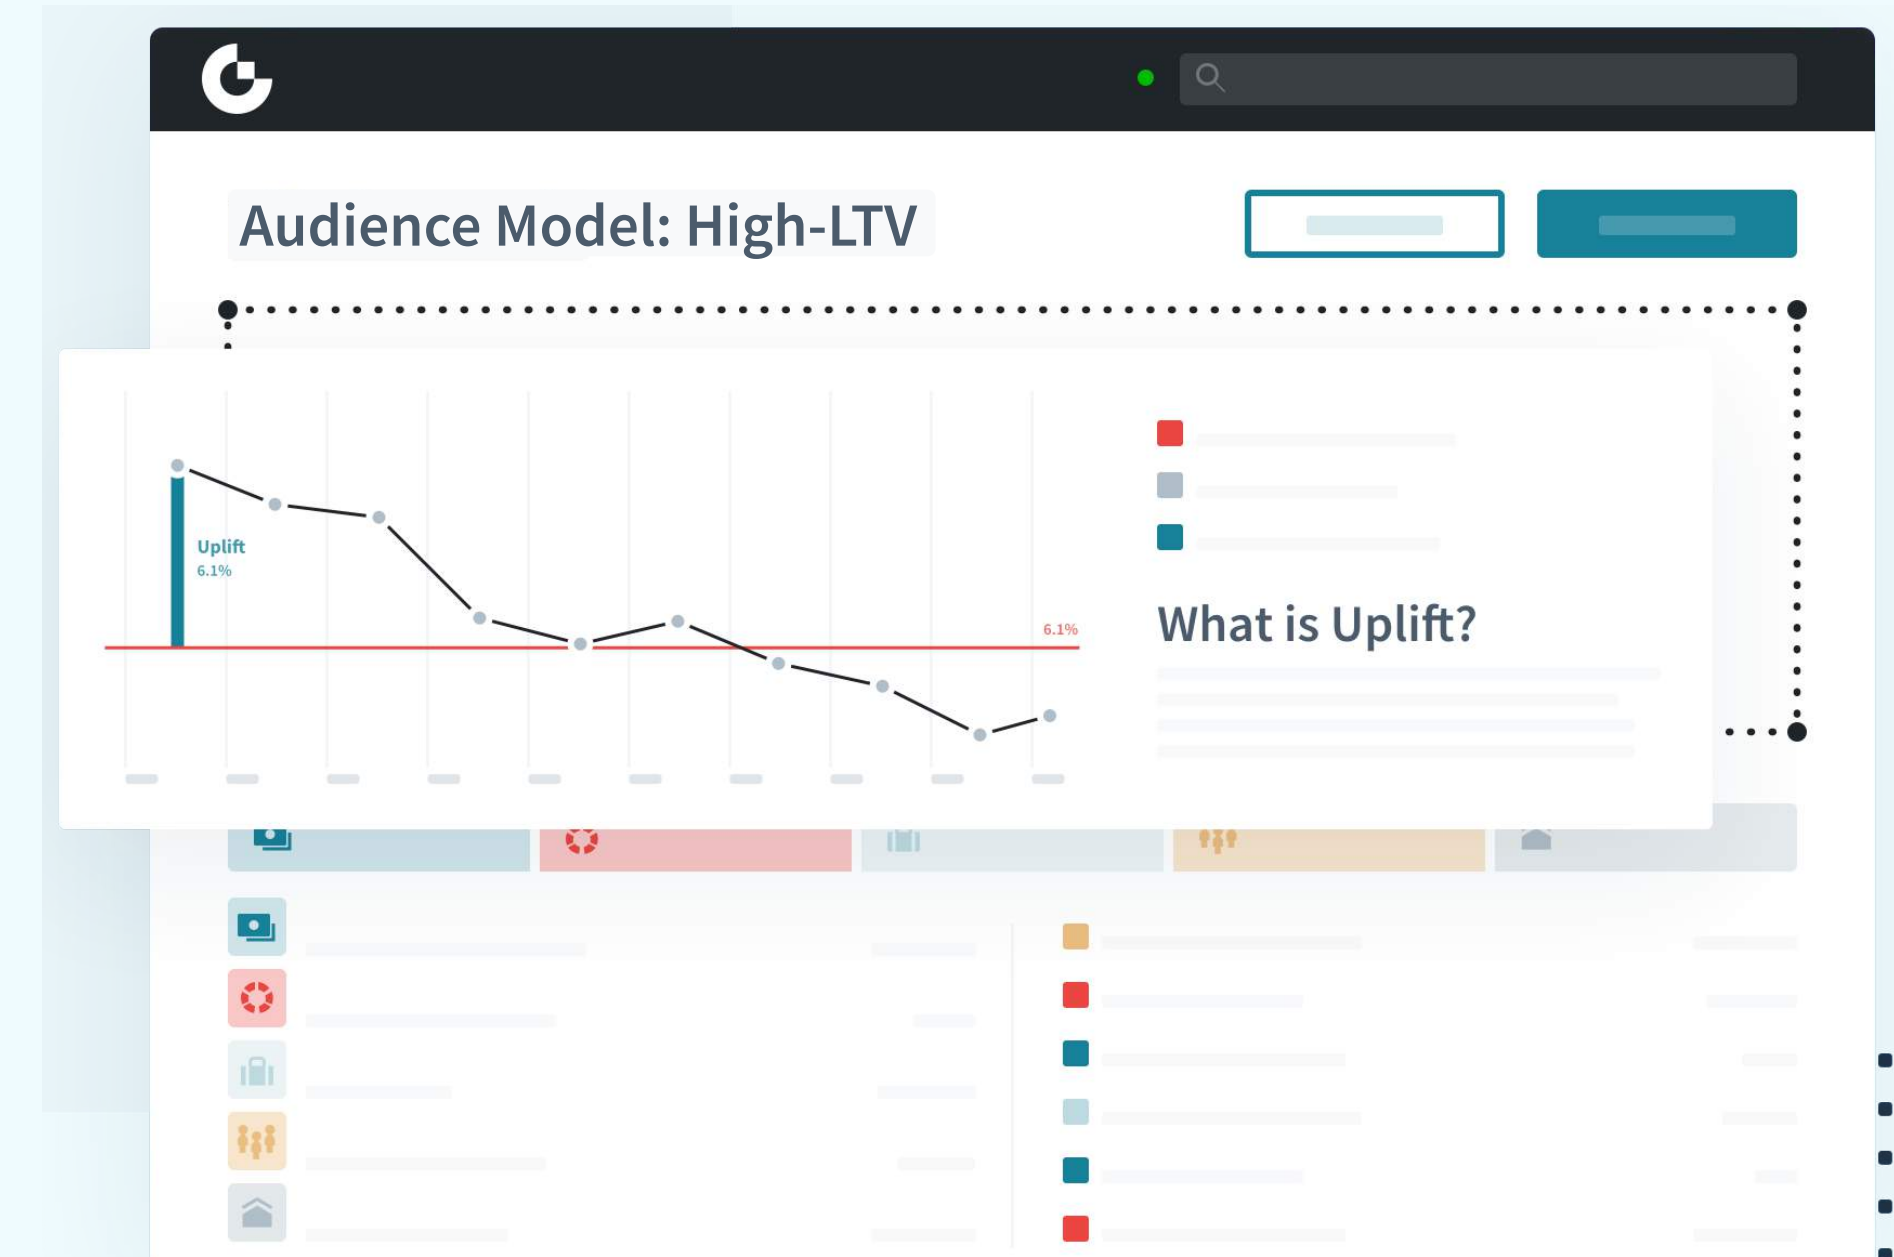 Audience Model: High-LTV
Uplift
6.1%
6.1%
What is Uplift?